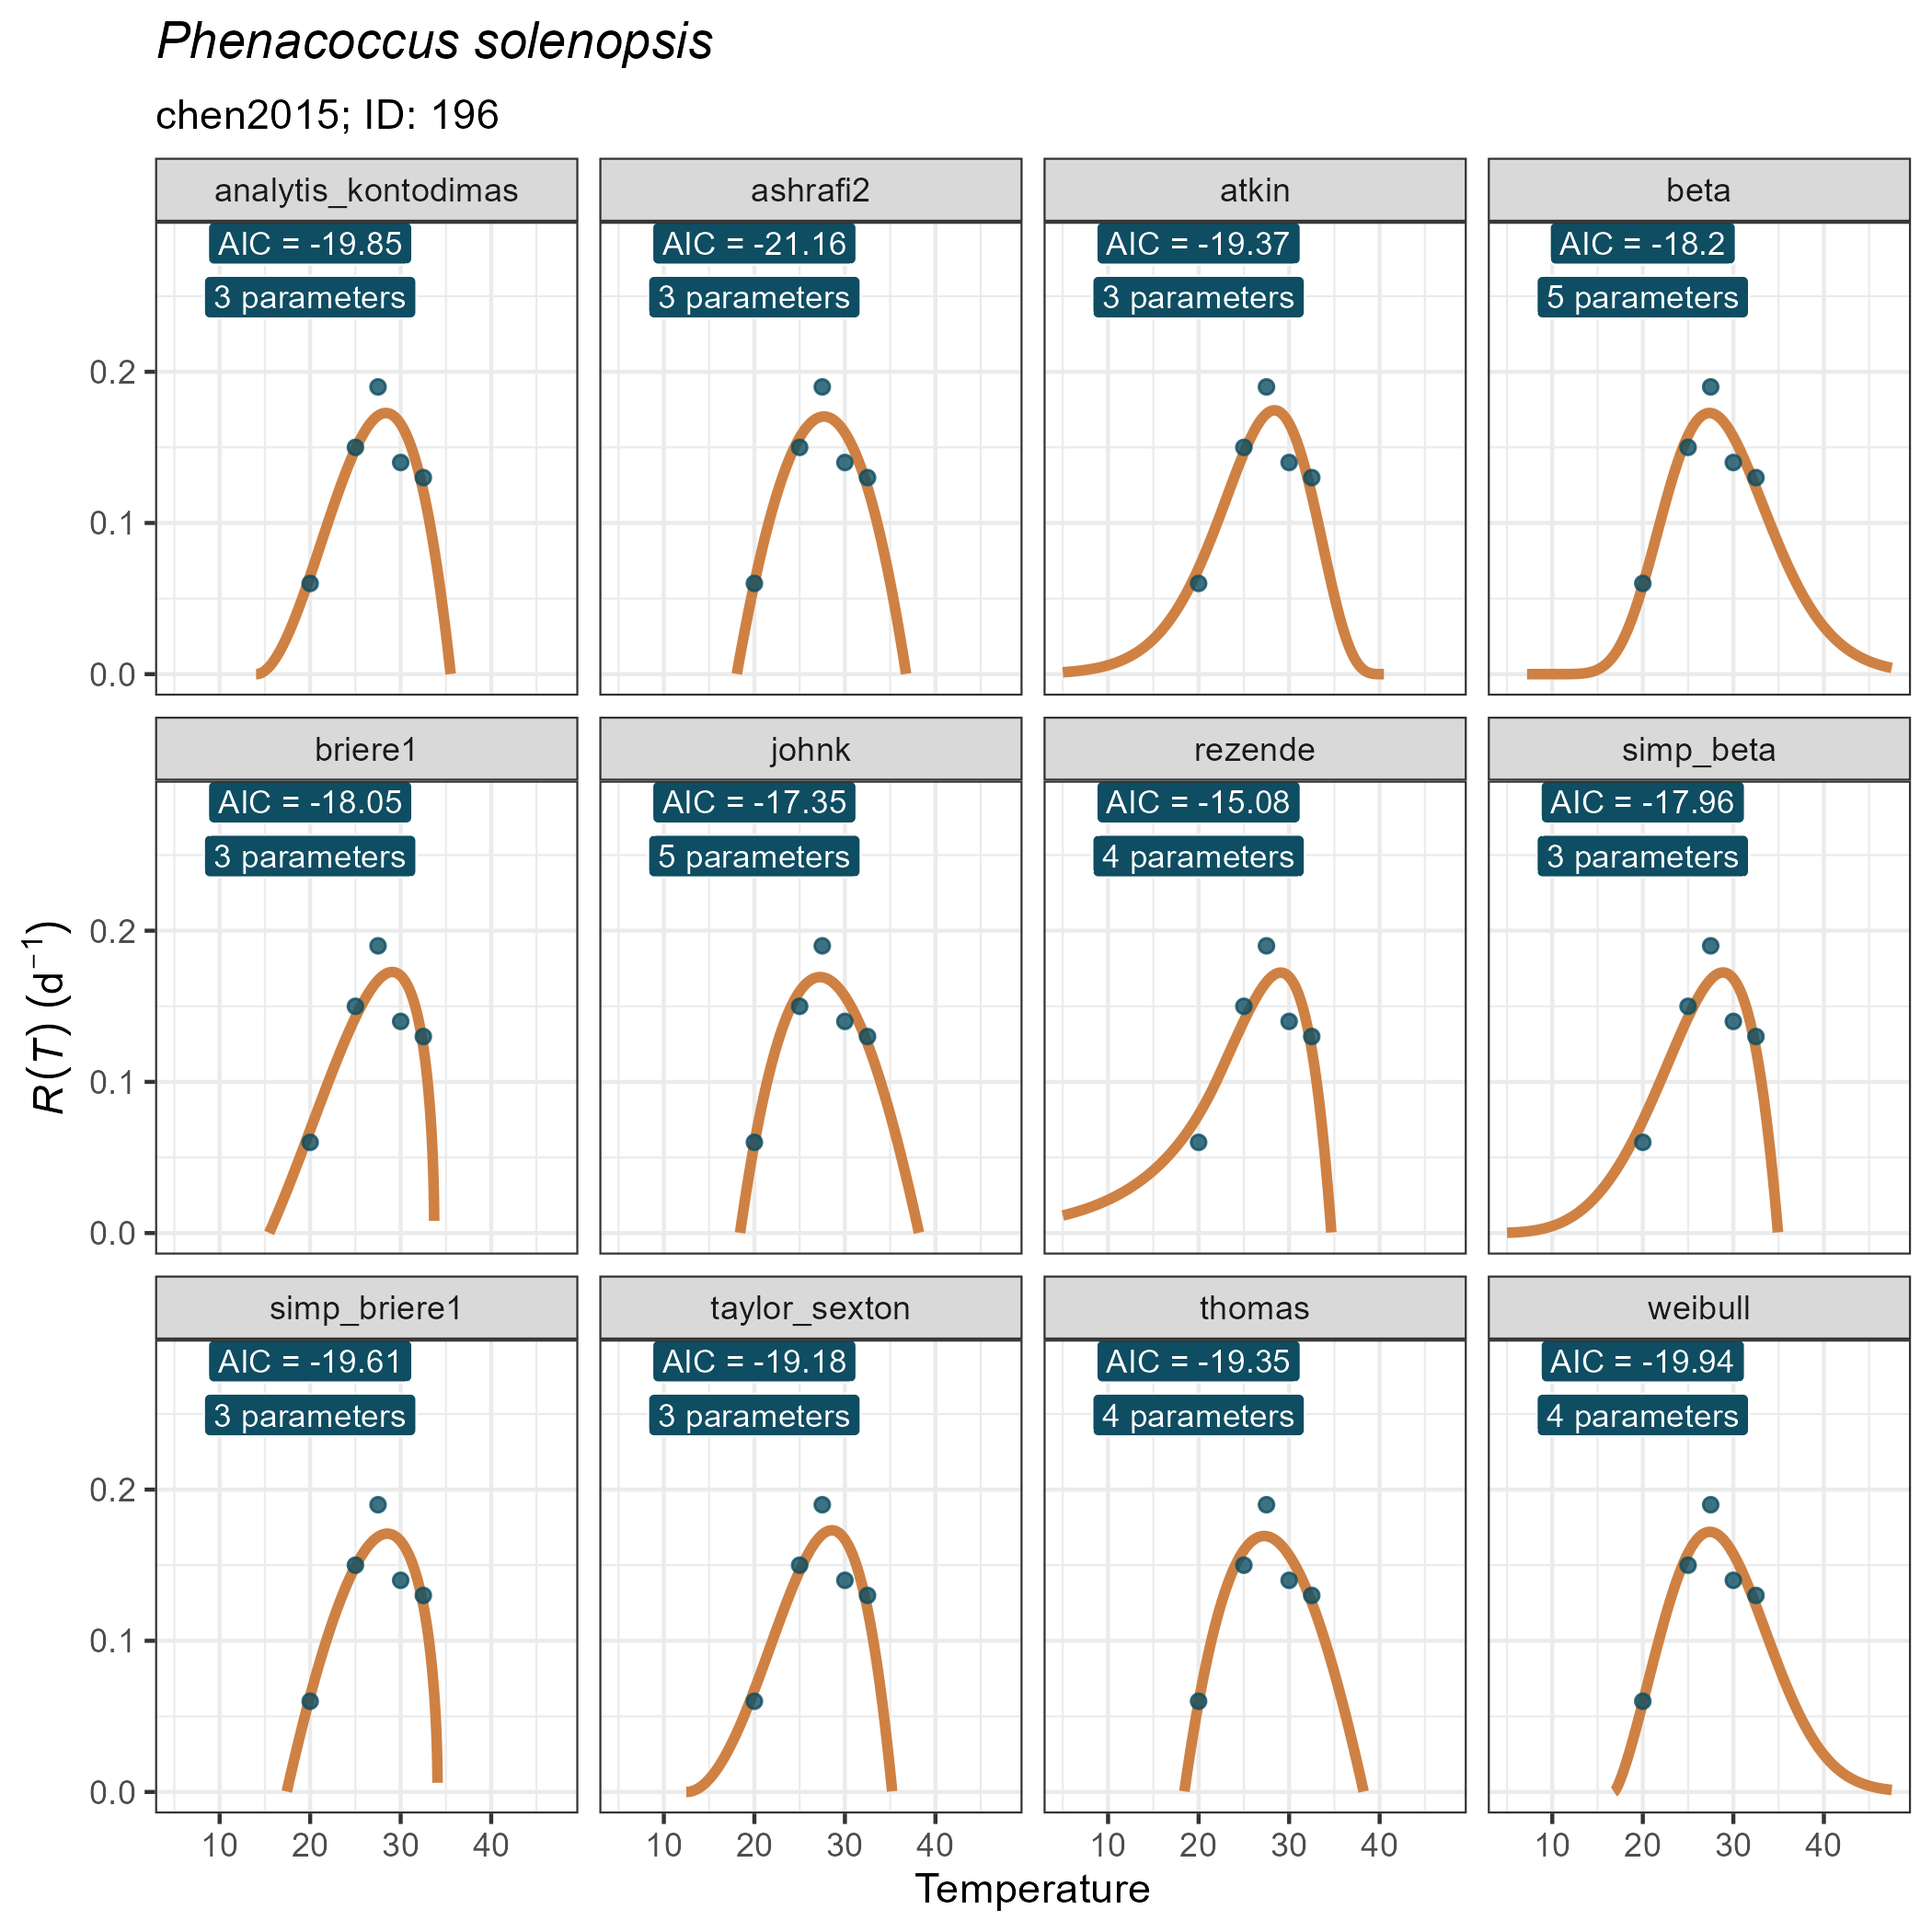 Phenacoccus solenopsis
chen2015; ID: 196
analytis_kontodimas
ashrafi2
atkin
beta
AIC = -19.85
AIC = -21.16
AIC = -19.37
AIC = -18.2
3 parameters
3 parameters
3 parameters
5 parameters
0.2
0.1
0.0
briere1
johnk
rezende
simp_beta
AIC = -18.05
AIC = -17.35
AIC = -15.08
AIC = -17.96
3 parameters
5 parameters
4 parameters
3 parameters
0.2
0.1
0.0
R(T) (d⁻¹)
simp_briere1
taylor_sexton
thomas
weibull
AIC = -19.61
AIC = -19.18
AIC = -19.35
AIC = -19.94
3 parameters
3 parameters
4 parameters
4 parameters
0.2
0.1
0.0
10 20 30 40
10 20 30 40
10 20 30 40
10 20 30 40
Temperature